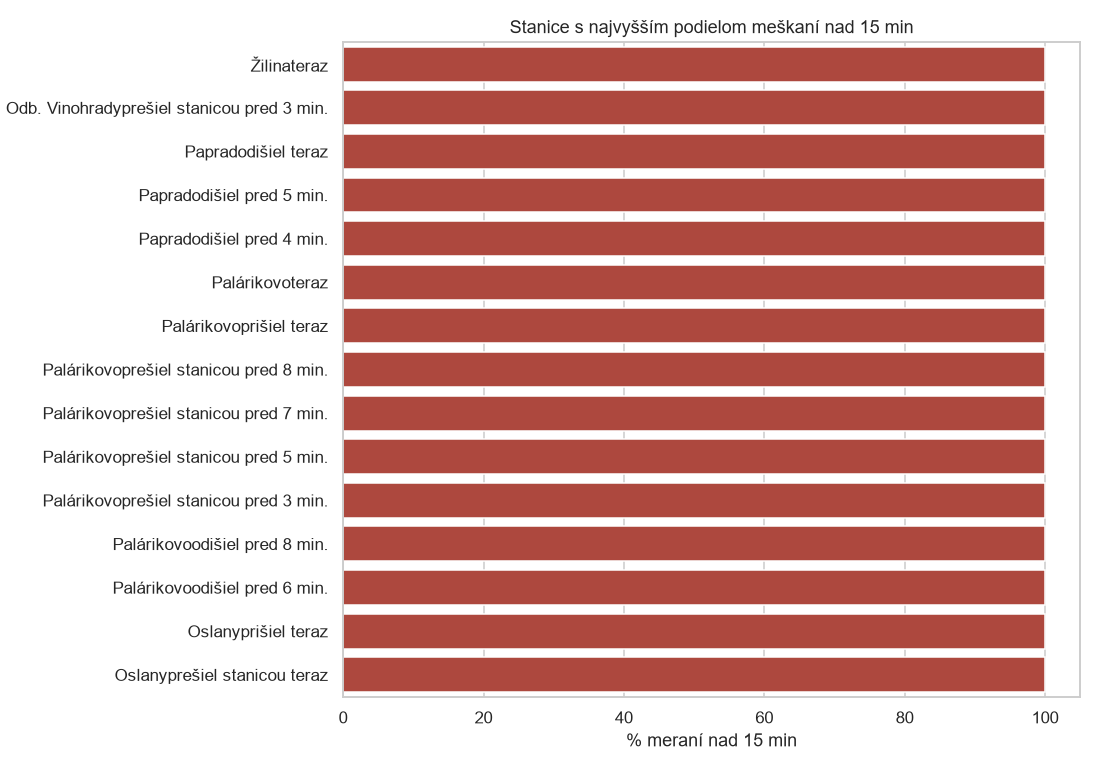 Stanice s najvyšším podielom meškaní nad 15 min
Žilinateraz
Odb. Vinohradyprešiel stanicou pred 3 min.
Papradodišiel teraz
Papradodišiel pred 5 min.
Papradodišiel pred 4 min.
Palárikovoteraz
Palárikovoprišiel teraz
Palárikovoprešiel stanicou pred 8 min.
Palárikovoprešiel stanicou pred 7 min.
Palárikovoprešiel stanicou pred 5 min.
Palárikovoprešiel stanicou pred 3 min.
Palárikovoodišiel pred 8 min.
Palárikovoodišiel pred 6 min.
Oslanyprišiel teraz
Oslanyprešiel stanicou teraz
0 20 40 60 80 100
% meraní nad 15 min